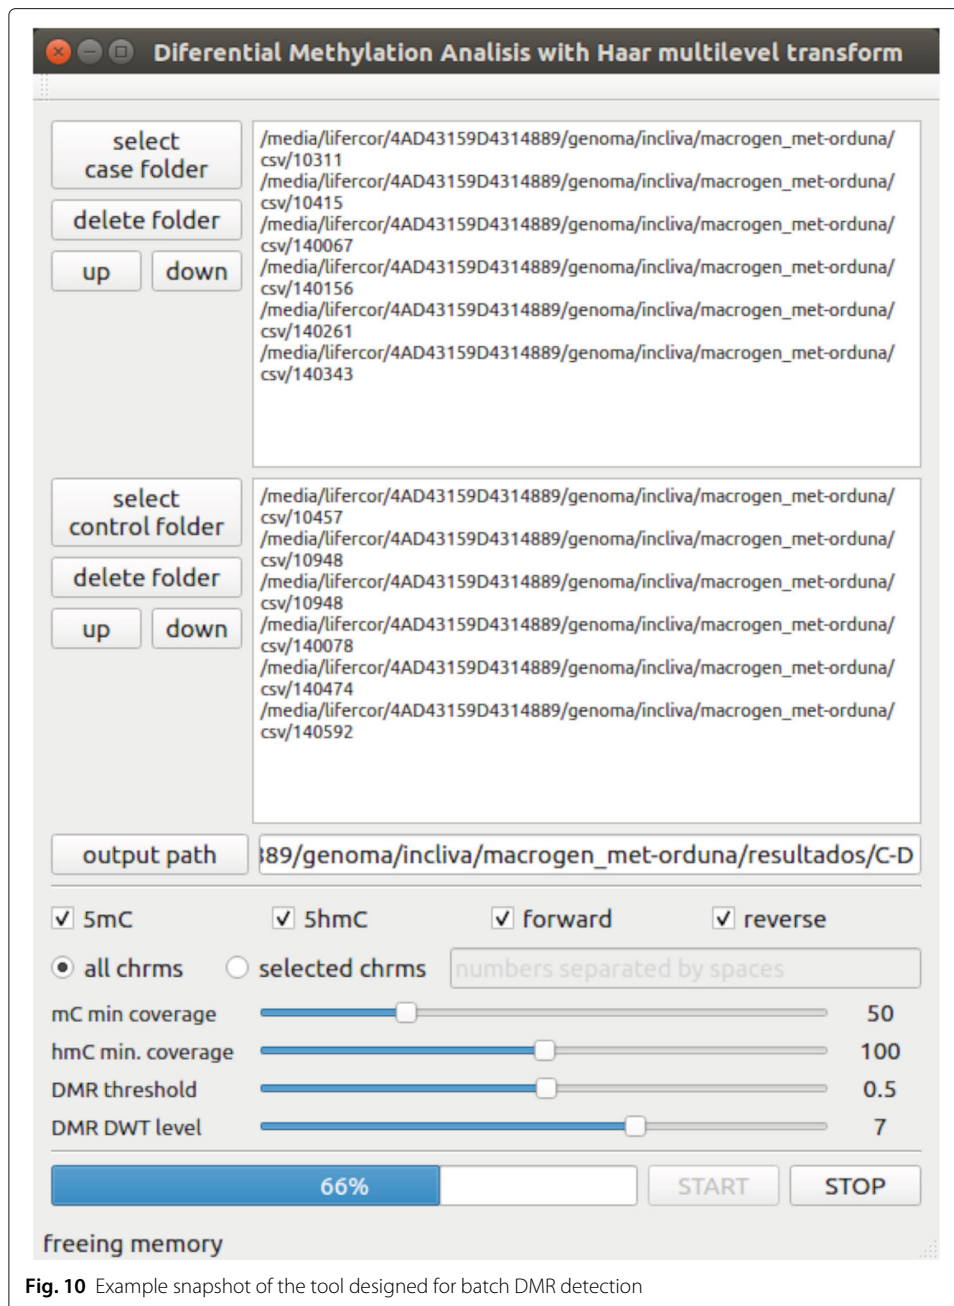 Diferential Methylation Analisis with Haar multilevel transform
select
case folder
delete folder
up down
/media/lifercor/4AD43159D4314889/genoma/incliva/macrogen_met-orduna/
csv/10311
/media/lifercor/4AD43159D4314889/genoma/incliva/macrogen_met-orduna/
csv/10415
/media/lifercor/4AD43159D4314889/genoma/incliva/macrogen_met-orduna/
csv/140067
/media/lifercor/4AD43159D4314889/genoma/incliva/macrogen_met-orduna/
csv/140156
/media/lifercor/4AD43159D4314889/genoma/incliva/macrogen_met-orduna/
csv/140261
/media/lifercor/4AD43159D4314889/genoma/incliva/macrogen_met-orduna/
csv/140343
select
control folder
delete folder
up down
/media/lifercor/4AD43159D4314889/genoma/incliva/macrogen_met-orduna/
csv/10457
/media/lifercor/4AD43159D4314889/genoma/incliva/macrogen_met-orduna/
csv/10948
/media/lifercor/4AD43159D4314889/genoma/incliva/macrogen_met-orduna/
csv/10948
/media/lifercor/4AD43159D4314889/genoma/incliva/macrogen_met-orduna/
csv/140078
/media/lifercor/4AD43159D4314889/genoma/incliva/macrogen_met-orduna/
csv/140474
/media/lifercor/4AD43159D4314889/genoma/incliva/macrogen_met-orduna/
csv/140592
output path 889/genoma/incliva/macrogen_met-orduna/resultados/C-D
5mC 5hmC forward reverse
all chrms selected chrms numbers separated by spaces
mC min coverage 50
hmC min. coverage 100
DMR threshold 0.5
DMR DWT level 7
66% START STOP
freeing memory
Fig. 10 Example snapshot of the tool designed for batch DMR detection